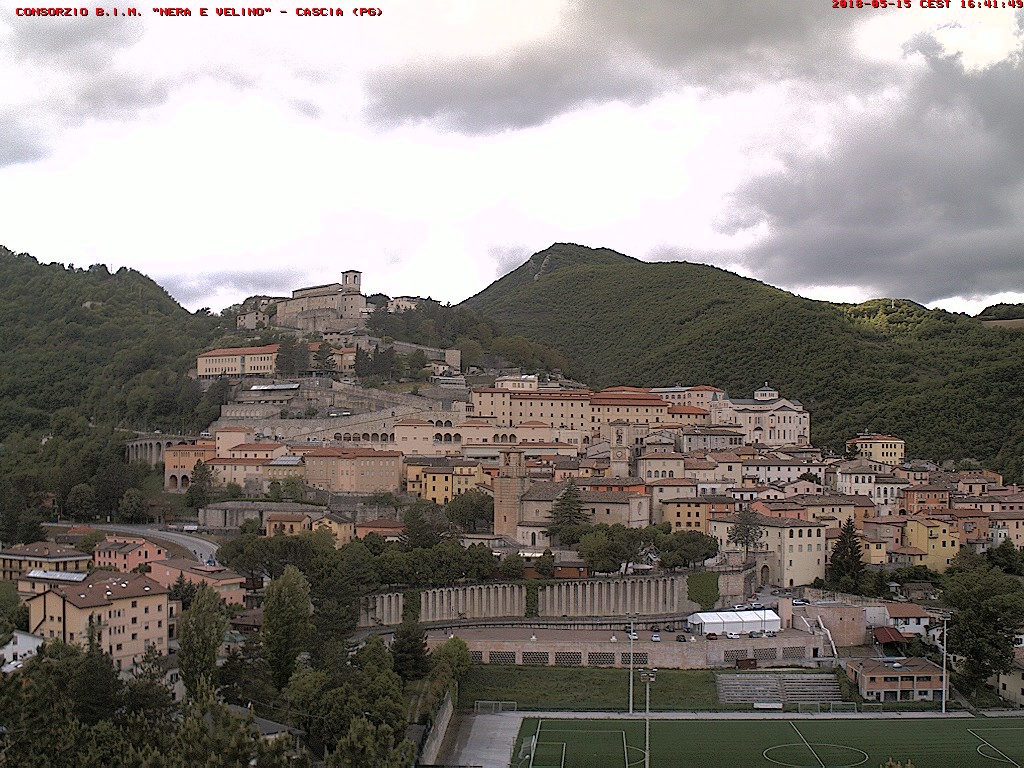 CONSORZIO B.I.M. "NERA E VELINO" - CASCIA (PG)
2018-05-15 CEST 16:41:49